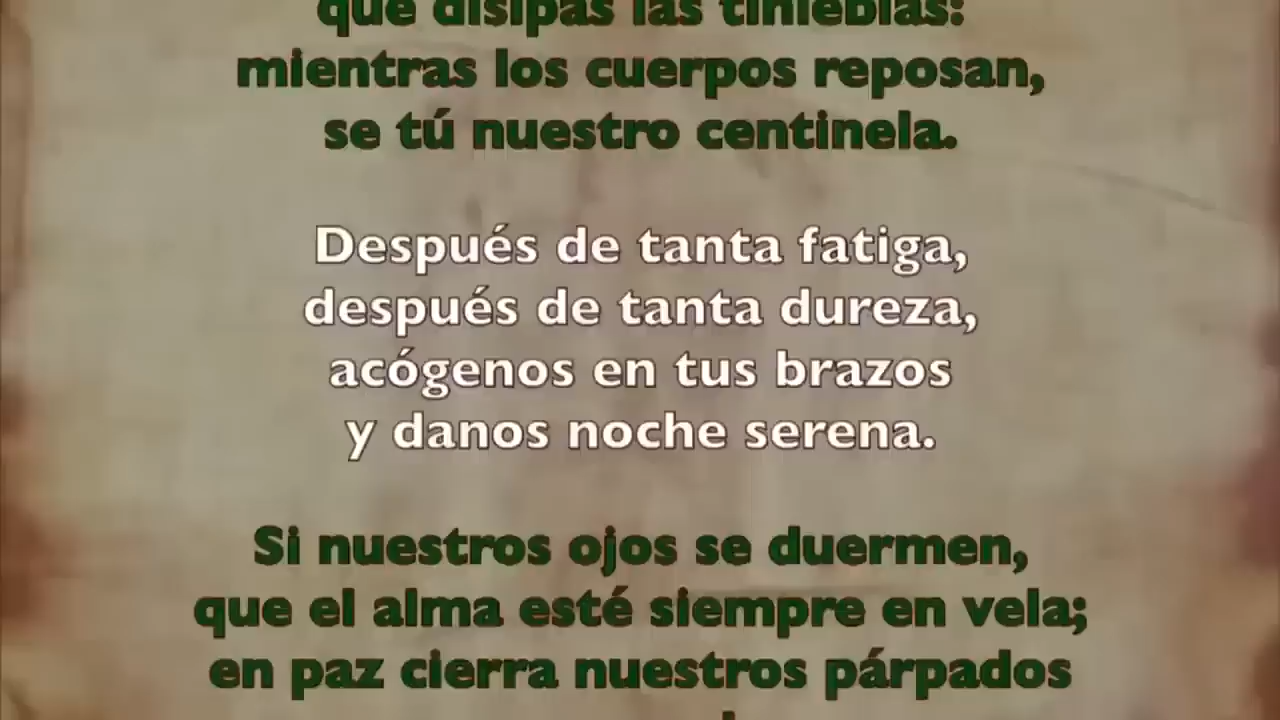 que disipas las tinieblas:
mientras los cuerpos reposan,
se tú nuestro centinela.
Después de tanta fatiga,
después de tanta dureza,
acógenos en tus brazos
y danos noche serena.
Si nuestros ojos se duermen,
que el alma esté siempre en vela;
en paz cierra nuestros párpados